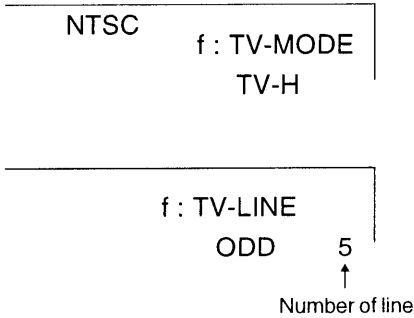 NTSC
f : TV-MODE
TV-H
f : TV-LINE
ODD 5
Number of line